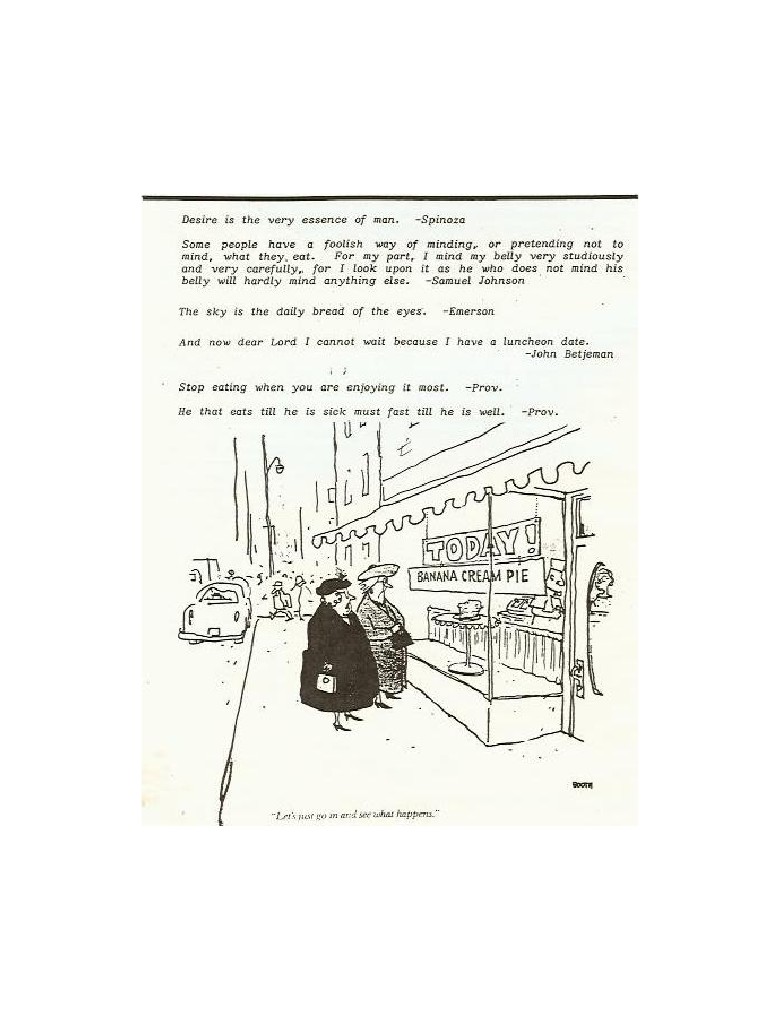 Desire is the very essence of man. -Spinoza
Some people have a foolish way of minding, or pretending not to
mind, what they eat. For my part, I mind my belly very studiously
and very carefully, for I look upon it as he who does not mind his
belly will hardly mind anything else. -Samuel Johnson
The sky is the daily bread of the eyes. -Emerson
And now dear Lord I cannot wait because I have a luncheon date.
-John Betjeman
Stop eating when you are enjoying it most. -Prov.
He that eats till he is sick must fast till he is well. -Prov.
TODAY!
BANANA CREAM PIE
BOOTH
"Let's just go in and see what happens."